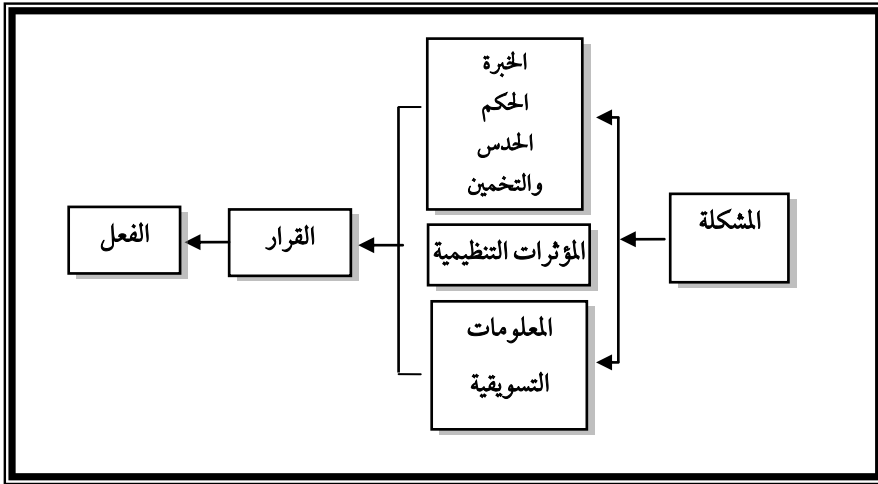 المشكلة
الخبرة
الحكم
الحدس
والتخمين
المؤثرات التنظيمية
المعلومات
التسويقية
القرار
الفعل